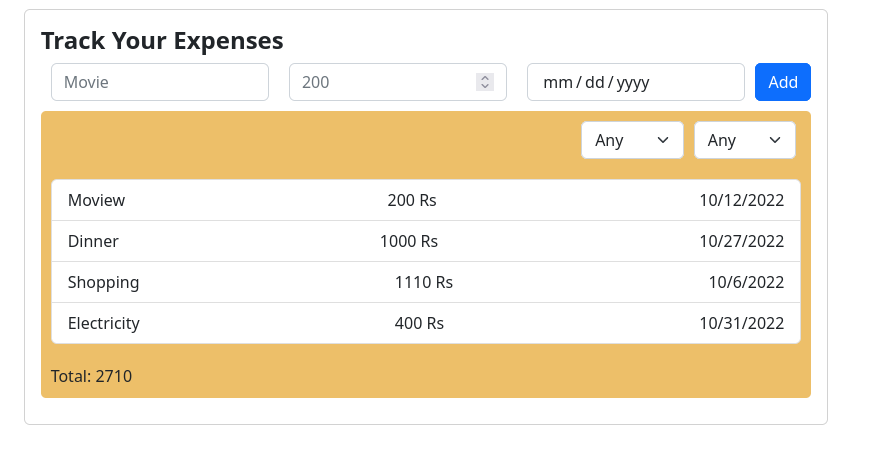 Track Your Expenses
Movie 200 mm/dd/yyyy Add
Any Any
Moview 200 Rs 10/12/2022
Dinner 1000 Rs 10/27/2022
Shopping 1110 Rs 10/6/2022
Electricity 400 Rs 10/31/2022
Total: 2710